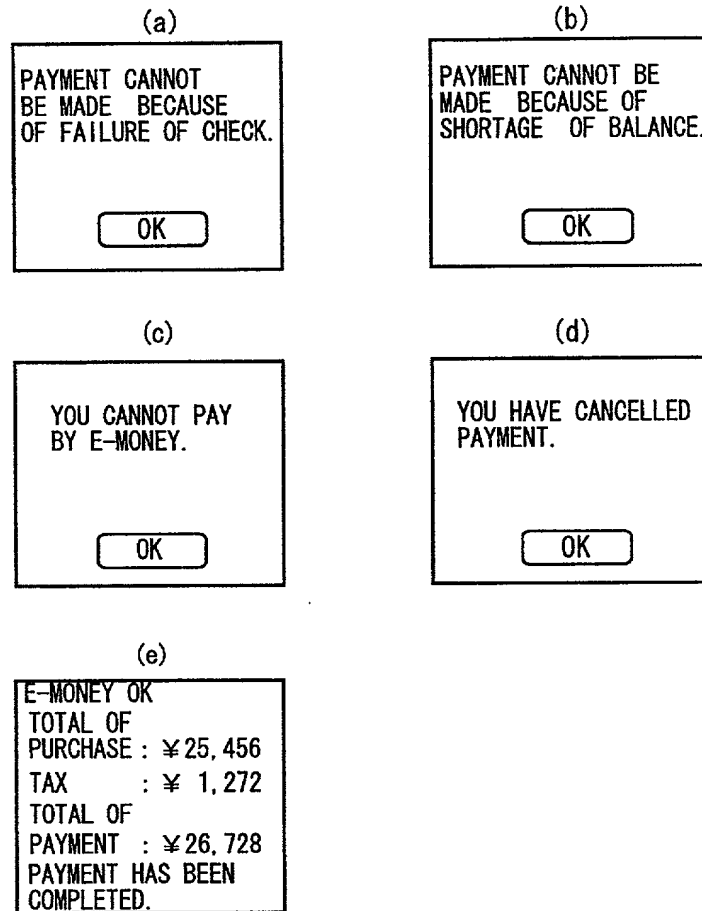 (a)
PAYMENT CANNOT
BE MADE BECAUSE
OF FAILURE OF CHECK.
OK
(b)
PAYMENT CANNOT BE
MADE BECAUSE OF
SHORTAGE OF BALANCE.
OK
(c)
YOU CANNOT PAY
BY E-MONEY.
OK
(d)
YOU HAVE CANCELLED
PAYMENT.
OK
(e)
E-MONEY OK
TOTAL OF
PURCHASE : ¥25,456
TAX : ¥ 1,272
TOTAL OF
PAYMENT : ¥26,728
PAYMENT HAS BEEN
COMPLETED.